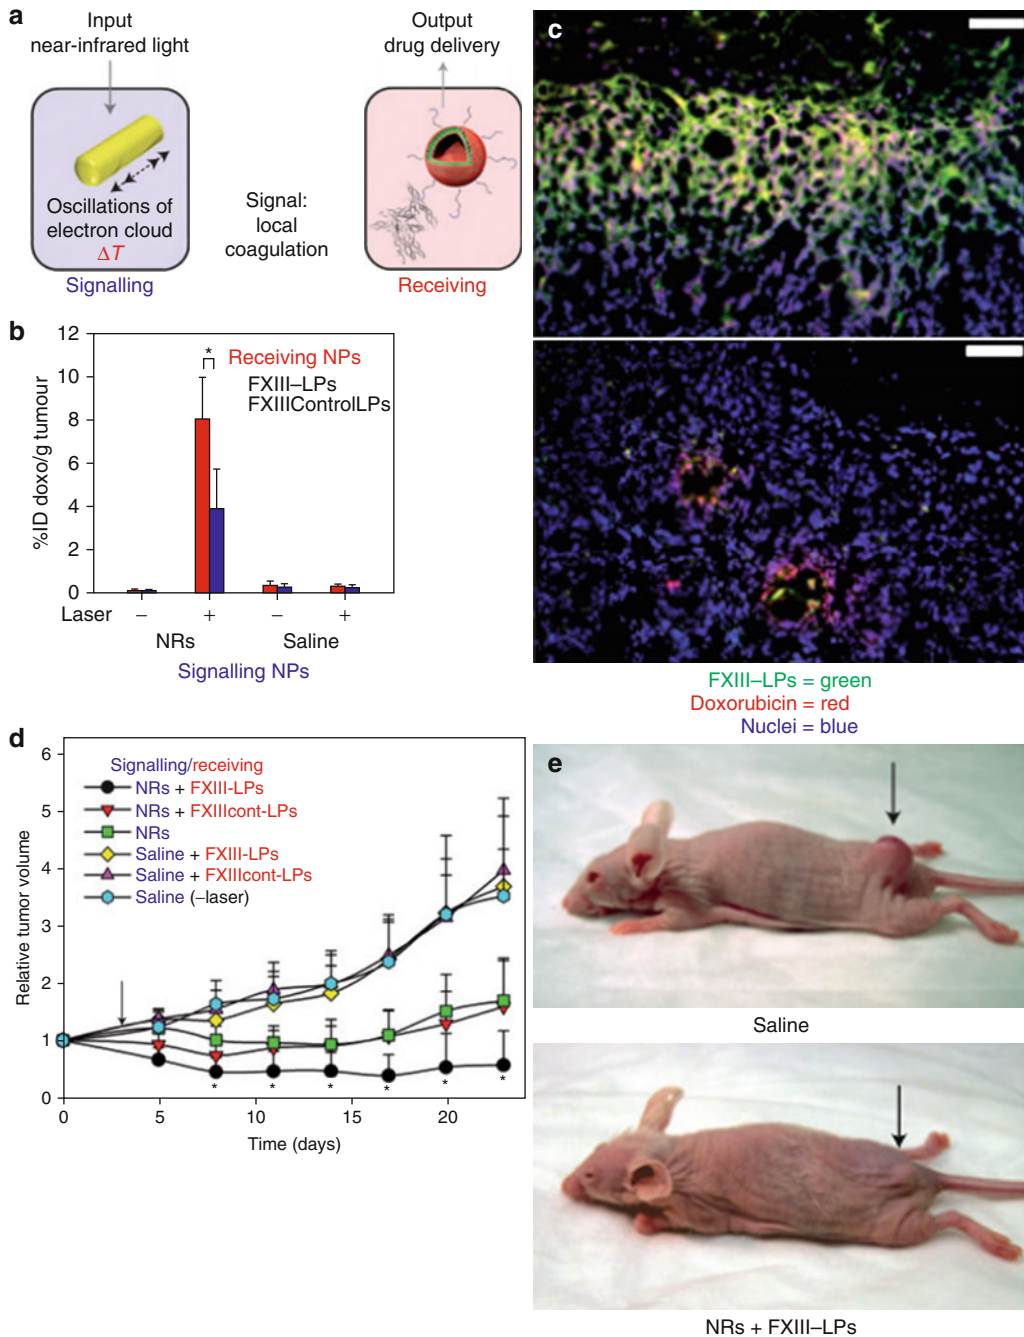 a
Input
near-infrared light
Oscillations of
electron cloud
ΔT
Signalling
Signal:
local
coagulation
Output
drug delivery
Receiving
b
%ID doxo/g tumour
12
10
8
6
4
2
0
*
Receiving NPs
FXIII–LPs
FXIIIControlLPs
Laser − + − +
NRs Saline
Signalling NPs
c
FXIII–LPs = green
Doxorubicin = red
Nuclei = blue
d
Relative tumor volume
6
5
4
3
2
1
0
Signalling/receiving
NRs + FXIII-LPs
NRs + FXIIIcont-LPs
NRs
Saline + FXIII-LPs
Saline + FXIIIcont-LPs
Saline (–laser)
* * * * * *
0 5 10 15 20
Time (days)
e
Saline
NRs + FXIII–LPs